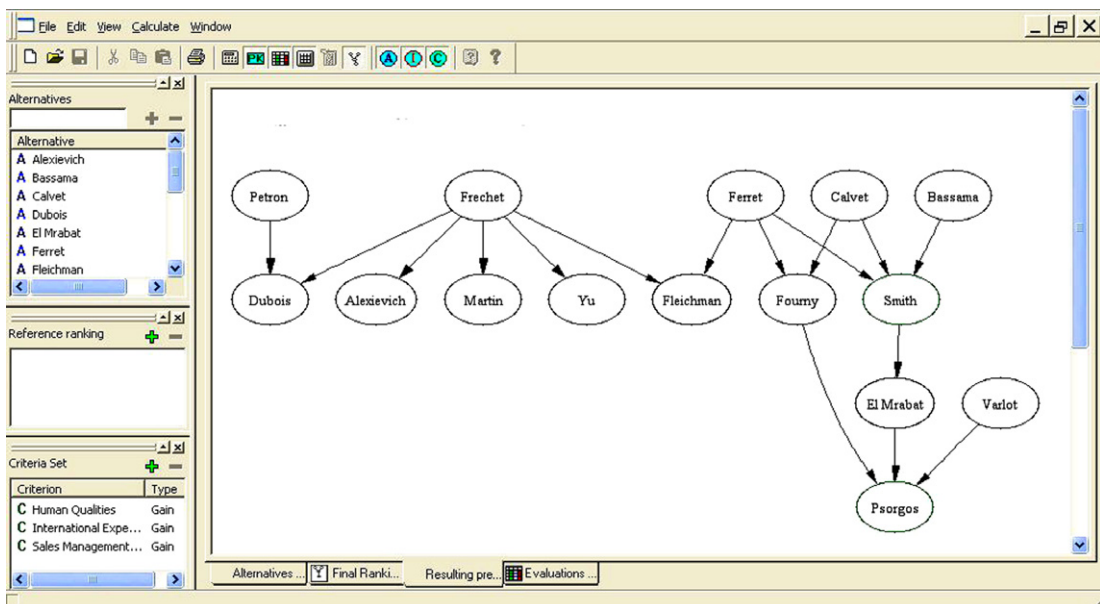 File Edit View Calculate Window
PK
A I C
Alternatives
Alternative
A Alexievich
A Bassama
A Calvet
A Dubois
A El Mrabat
A Ferret
A Fleichman
Reference ranking
Criteria Set
Criterion Type
C Human Qualities Gain
C International Expe... Gain
C Sales Management... Gain
Petron Frechet Ferret Calvet Bassama
Dubois Alexievich Martin Yu Fleichman Fourny Smith
El Mrabat Varlot
Psorgos
Alternatives ... Final Ranki... Resulting pre... Evaluations ...